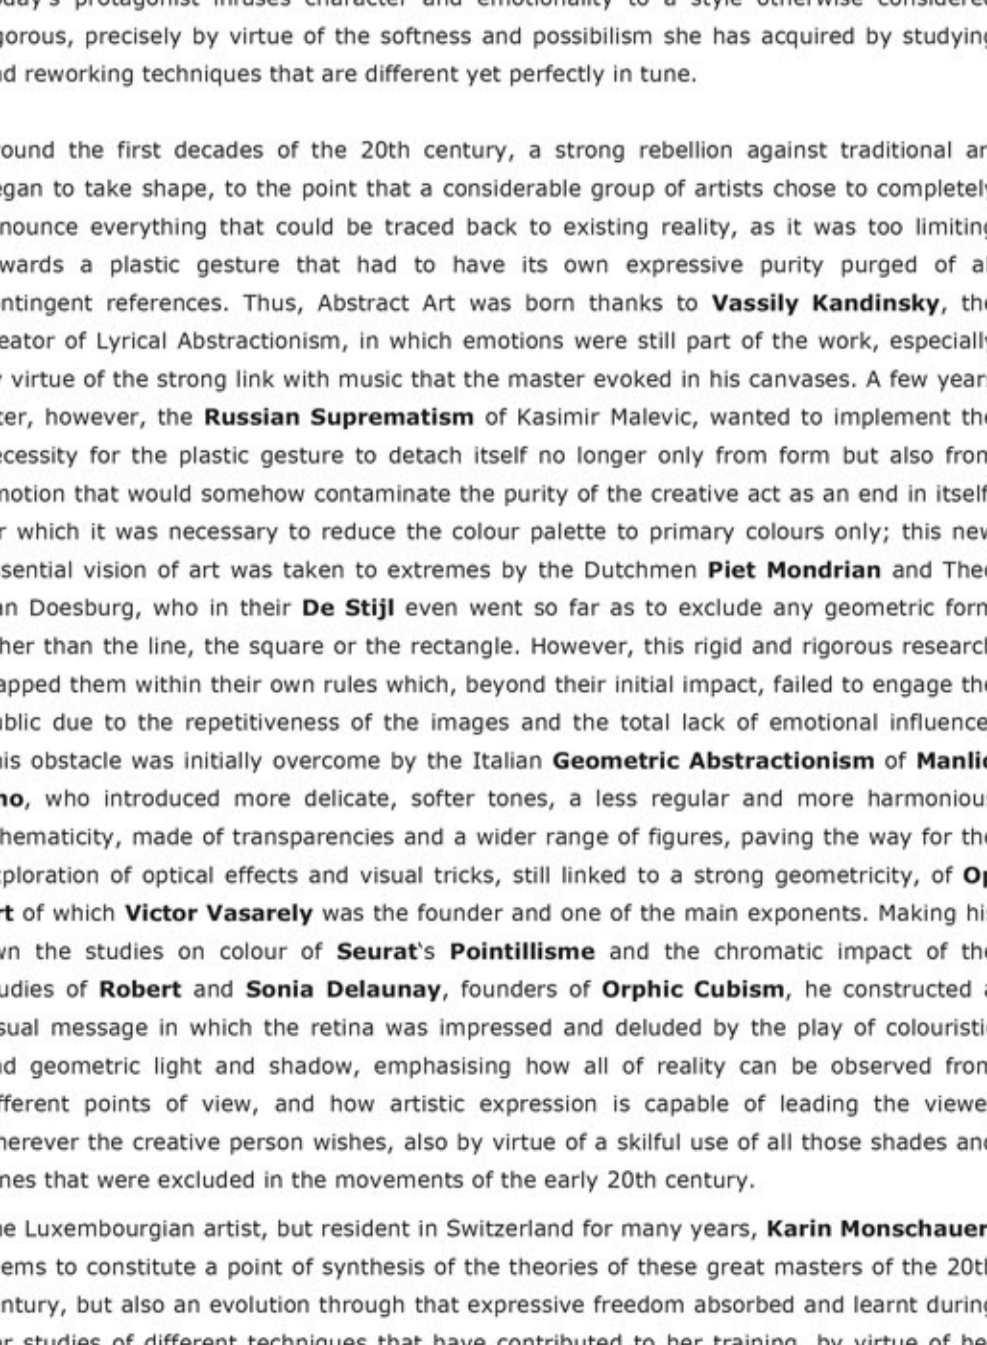 today's protagonist infuses character and emotionality to a style otherwise considered
gorous, precisely by virtue of the softness and possibilism she has acquired by studying
nd reworking techniques that are different yet perfectly in tune.
ound the first decades of the 20th century, a strong rebellion against traditional ar
egan to take shape, to the point that a considerable group of artists chose to completely
nounce everything that could be traced back to existing reality, as it was too limiting
wards a plastic gesture that had to have its own expressive purity purged of al
ntingent references. Thus, Abstract Art was born thanks to Vassily Kandinsky, the
eator of Lyrical Abstractionism, in which emotions were still part of the work, especially
y virtue of the strong link with music that the master evoked in his canvases. A few years
ter, however, the Russian Suprematism of Kasimir Malevic, wanted to implement the
ecessity for the plastic gesture to detach itself no longer only from form but also from
motion that would somehow contaminate the purity of the creative act as an end in itself
r which it was necessary to reduce the colour palette to primary colours only; this new
ssential vision of art was taken to extremes by the Dutchmen Piet Mondrian and Theo
an Doesburg, who in their De Stijl even went so far as to exclude any geometric form
her than the line, the square or the rectangle. However, this rigid and rigorous research
apped them within their own rules which, beyond their initial impact, failed to engage the
ublic due to the repetitiveness of the images and the total lack of emotional influence
his obstacle was initially overcome by the Italian Geometric Abstractionism of Manlio
ho, who introduced more delicate, softer tones, a less regular and more harmonious
hematicity, made of transparencies and a wider range of figures, paving the way for the
xploration of optical effects and visual tricks, still linked to a strong geometricity, of Op
rt of which Victor Vasarely was the founder and one of the main exponents. Making his
wn the studies on colour of Seurat's Pointillisme and the chromatic impact of the
udies of Robert and Sonia Delaunay, founders of Orphic Cubism, he constructed a
sual message in which the retina was impressed and deluded by the play of colouristic
nd geometric light and shadow, emphasising how all of reality can be observed from
fferent points of view, and how artistic expression is capable of leading the viewe
herever the creative person wishes, also by virtue of a skilful use of all those shades and
nes that were excluded in the movements of the early 20th century.
he Luxembourgian artist, but resident in Switzerland for many years, Karin Monschauer
ems to constitute a point of synthesis of the theories of these great masters of the 20th
ntury, but also an evolution through that expressive freedom absorbed and learnt during
er studies of different techniques that have contributed to her training, by virtue of he